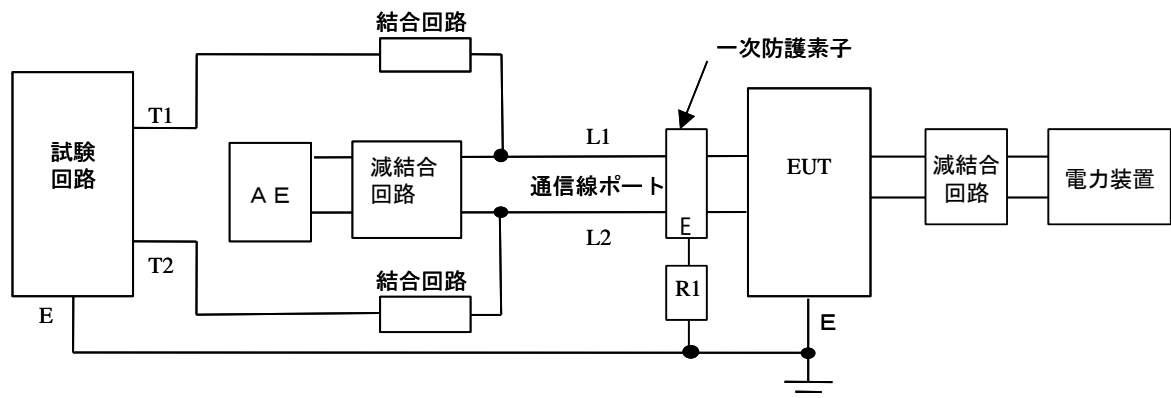 結合回路
一次防護素子
T1
試験
回路
ＡＥ
減結合
回路
L1
通信線ポート
L2
E
EUT
減結合
回路
電力装置
T2
結合回路
R1
E
E